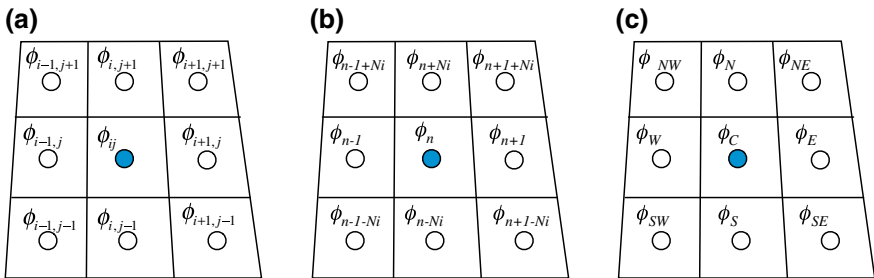 (a) (b) (c)
ϕi−1,j+1 ϕi,j+1 ϕi+1,j+1 ϕn-1+Ni ϕn+Ni ϕn+1+Ni ϕNW ϕN ϕNE
ϕi−1,j ϕij ϕi+1,j ϕn-1 ϕn ϕn+1 ϕW ϕC ϕE
ϕi−1,j−1 ϕi,j−1 ϕi+1,j−1 ϕn-1-Ni ϕn-Ni ϕn+1-Ni ϕSW ϕS ϕSE